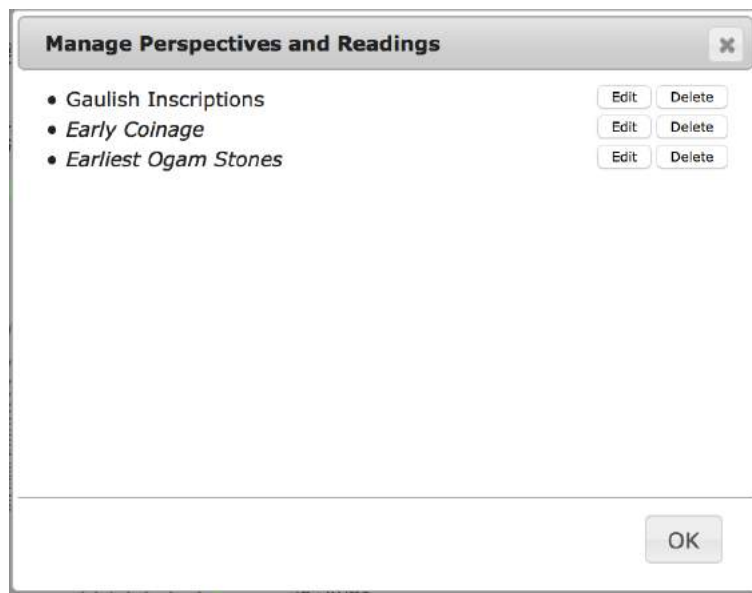 Manage Perspectives and Readings
• Gaulish Inscriptions Edit Delete
• Early Coinage Edit Delete
• Earliest Ogam Stones Edit Delete
OK